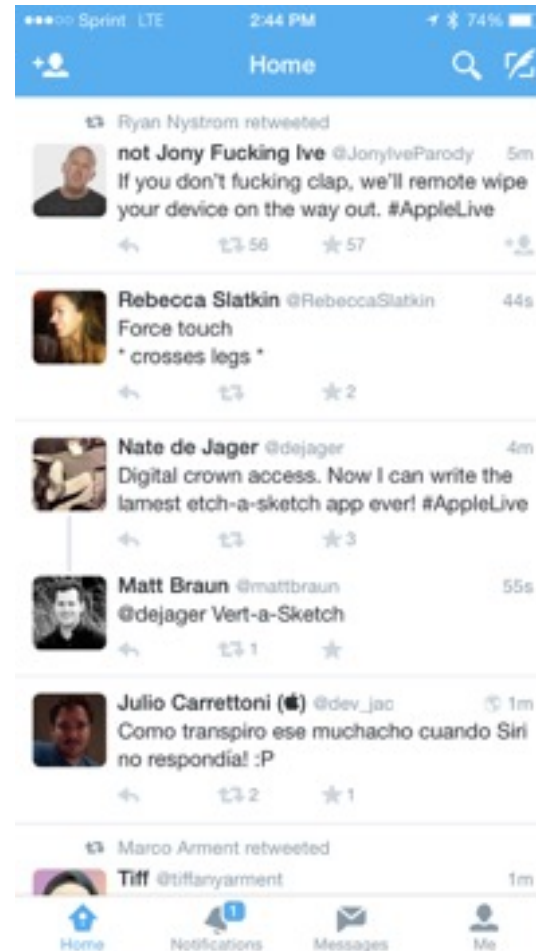 Sprint LTE 2:44 PM 74%
Home
Ryan Nystrom retweeted
not Jony Fucking Ive @JonyIveParody 5m
If you don't fucking clap, we'll remote wipe
your device on the way out. #AppleLive
56 57
Rebecca Slatkin @RebeccaSlatkin 44s
Force touch
* crosses legs *
2
Nate de Jager @dejager 4m
Digital crown access. Now I can write the
lamest etch-a-sketch app ever! #AppleLive
3
Matt Braun @mattbraun 55s
@dejager Vert-a-Sketch
1
Julio Carrettoni () @dev_jac 1m
Como transpiro ese muchacho cuando Siri
no respondía! :P
2 1
Marco Arment retweeted
Tiff @tiffanyarment 1m
1
Home Notifications Messages Me